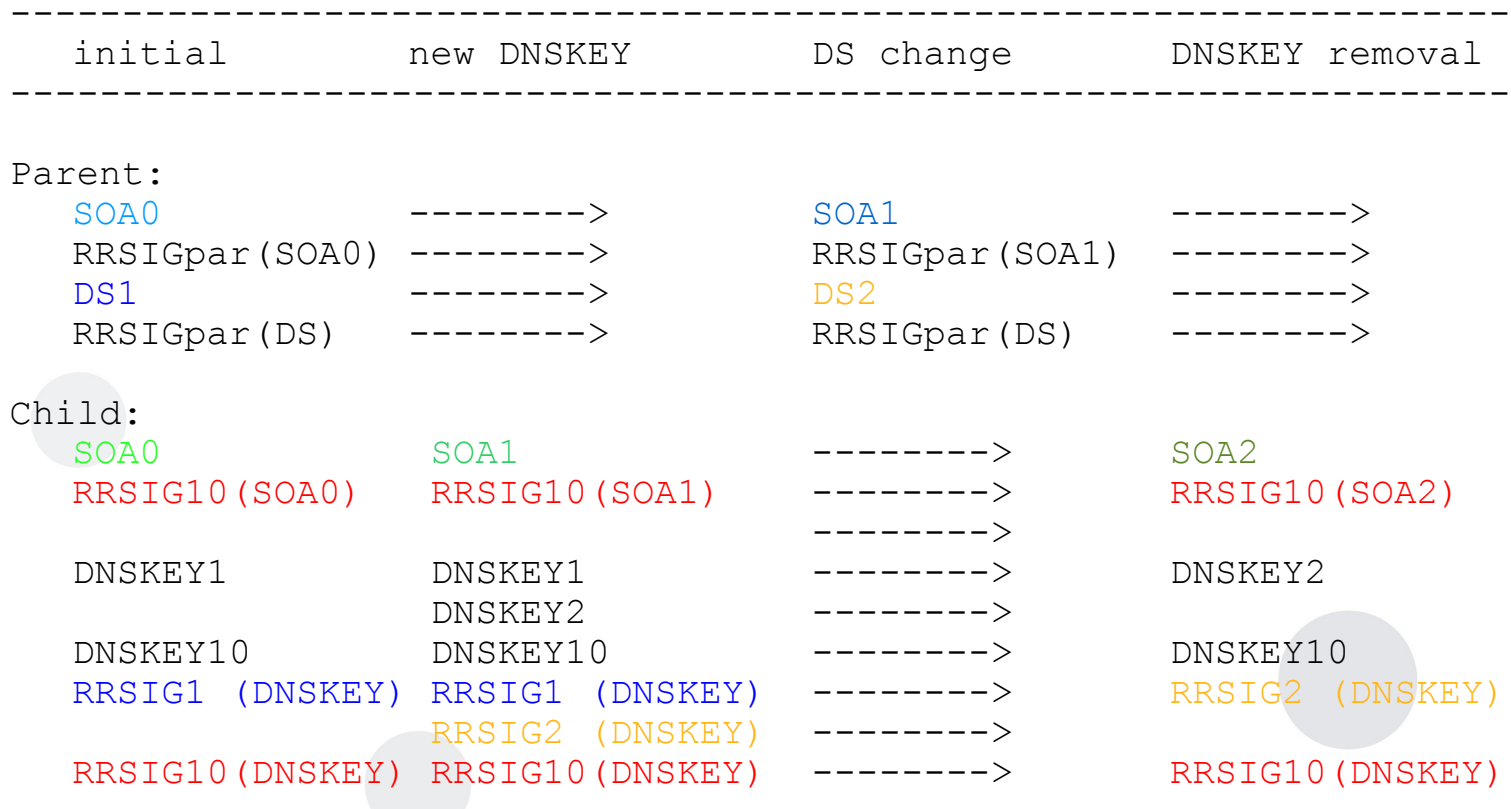 -----------------------------------------------------------------------
initial new DNSKEY DS change DNSKEY removal
-----------------------------------------------------------------------
Parent:
SOA0 --------> SOA1 -------->
RRSIGpar(SOA0) --------> RRSIGpar(SOA1) -------->
DS1 --------> DS2 -------->
RRSIGpar(DS) --------> RRSIGpar(DS) -------->
Child:
SOA0 SOA1 --------> SOA2
RRSIG10(SOA0) RRSIG10(SOA1) --------> RRSIG10(SOA2)
-------->
DNSKEY1 DNSKEY1 --------> DNSKEY2
DNSKEY2 -------->
DNSKEY10 DNSKEY10 --------> DNSKEY10
RRSIG1 (DNSKEY) RRSIG1 (DNSKEY) --------> RRSIG2 (DNSKEY)
RRSIG2 (DNSKEY) -------->
RRSIG10(DNSKEY) RRSIG10(DNSKEY) --------> RRSIG10(DNSKEY)